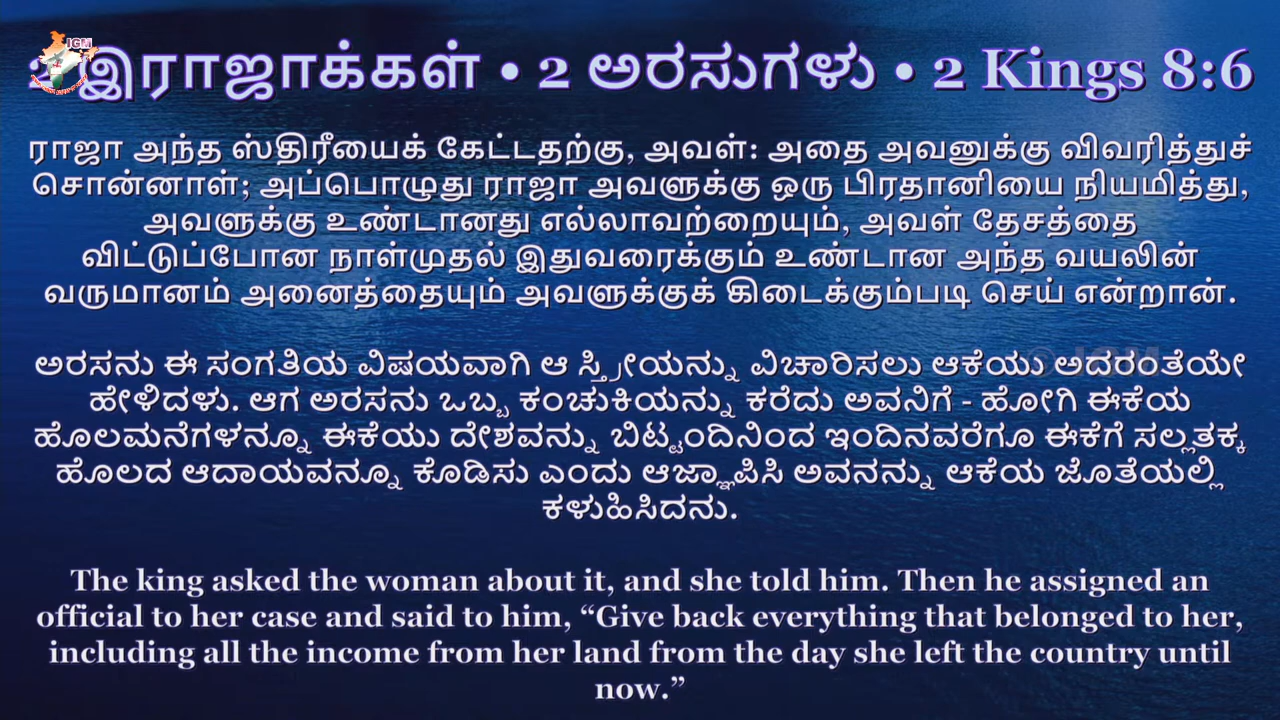 2 இராஜாக்கள் • 2 ಅರಸುಗಳು • 2 Kings 8:6
IGM
ராஜா அந்த ஸ்திரீயைக் கேட்டதற்கு, அவள்: அதை அவனுக்கு விவரித்துச்
சொன்னாள்; அப்பொழுது ராஜா அவளுக்கு ஒரு பிரதானியை நியமித்து,
அவளுக்கு உண்டானது எல்லாவற்றையும், அவள் தேசத்தை
விட்டுப்போன நாள்முதல் இதுவரைக்கும் உண்டான அந்த வயலின்
வருமானம் அனைத்தையும் அவளுக்குக் கிடைக்கும்படி செய் என்றான்.
ಅರಸನು ಈ ಸಂಗತಿಯ ವಿಷಯವಾಗಿ ಆ ಸ್ತ್ರೀಯನ್ನು ವಿಚಾರಿಸಲು ಆಕೆಯು ಅದರಂತೆಯೇ
ಹೇಳಿದಳು. ಆಗ ಅರಸನು ಒಬ್ಬ ಕಂಚುಕಿಯನ್ನು ಕರೆದು ಅವನಿಗೆ - ಹೋಗಿ ಈಕೆಯ
ಹೊಲಮನೆಗಳನ್ನೂ ಈಕೆಯು ದೇಶವನ್ನು ಬಿಟ್ಟಂದಿನಿಂದ ಇಂದಿನವರೆಗೂ ಈಕೆಗೆ ಸಲ್ಲತಕ್ಕ
ಹೊಲದ ಆದಾಯವನ್ನೂ ಕೊಡಿಸು ಎಂದು ಆಜ್ಞಾಪಿಸಿ ಅವನನ್ನು ಆಕೆಯ ಜೊತೆಯಲ್ಲಿ
ಕಳುಹಿಸಿದನು.
The king asked the woman about it, and she told him. Then he assigned an
official to her case and said to him, “Give back everything that belonged to her,
including all the income from her land from the day she left the country until
now.”